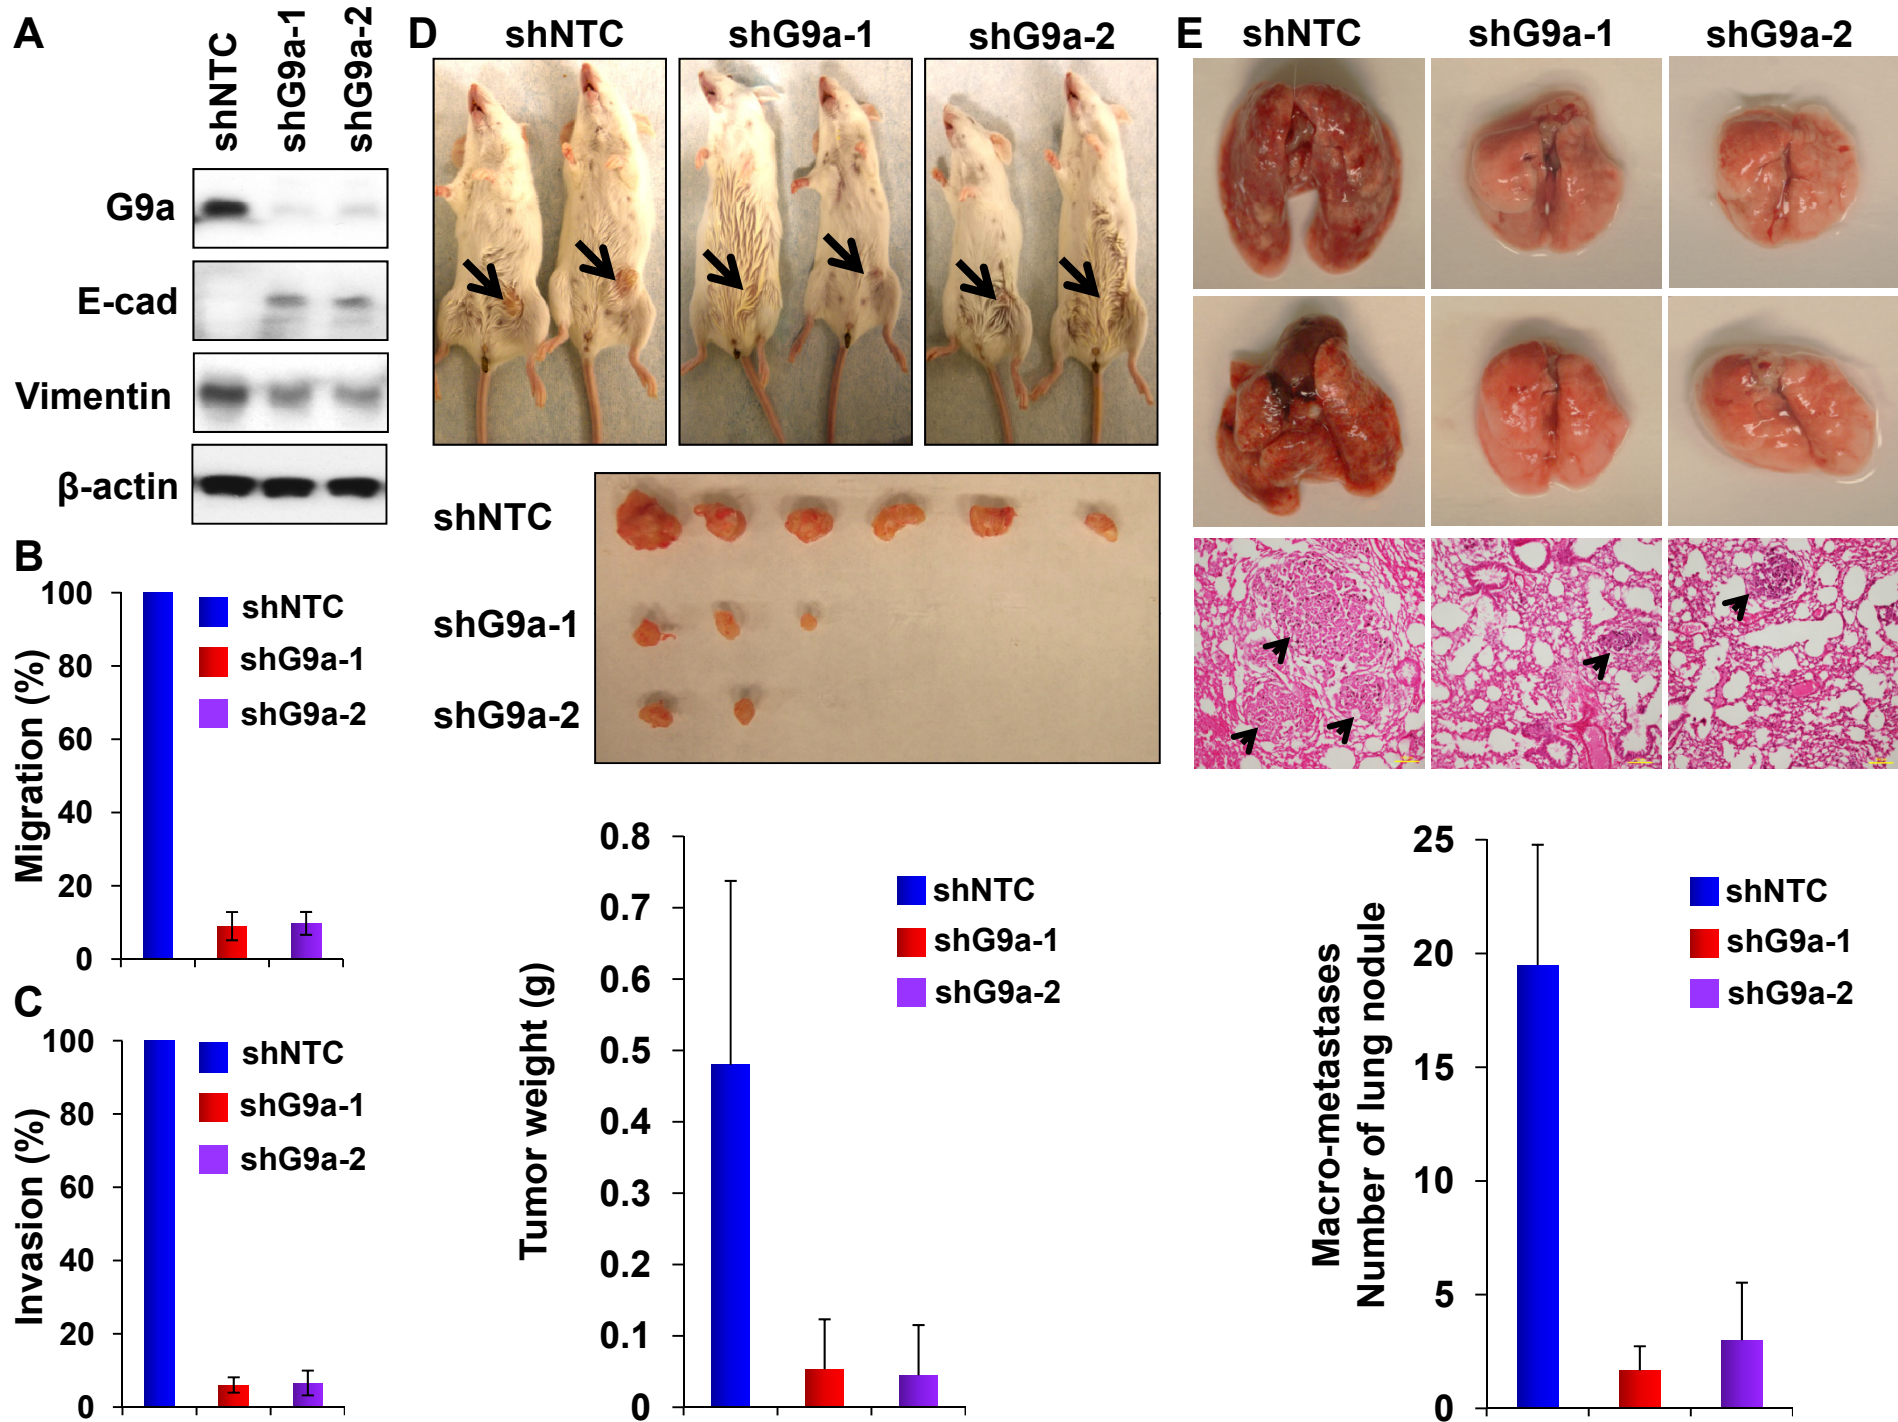 A
shNTC
shG9a-1
shG9a-2
G9a
E-cad
Vimentin
β-actin
B
Migration (%)
100
80
60
40
20
0
shNTC
shG9a-1
shG9a-2
C
Invasion (%)
100
80
60
40
20
0
shNTC
shG9a-1
shG9a-2
D
shNTC
shG9a-1
shG9a-2
shNTC
shG9a-1
shG9a-2
Tumor weight (g)
0.8
0.7
0.6
0.5
0.4
0.3
0.2
0.1
0
shNTC
shG9a-1
shG9a-2
E
shNTC
shG9a-1
shG9a-2
Macro-metastases
Number of lung nodule
25
20
15
10
5
0
shNTC
shG9a-1
shG9a-2